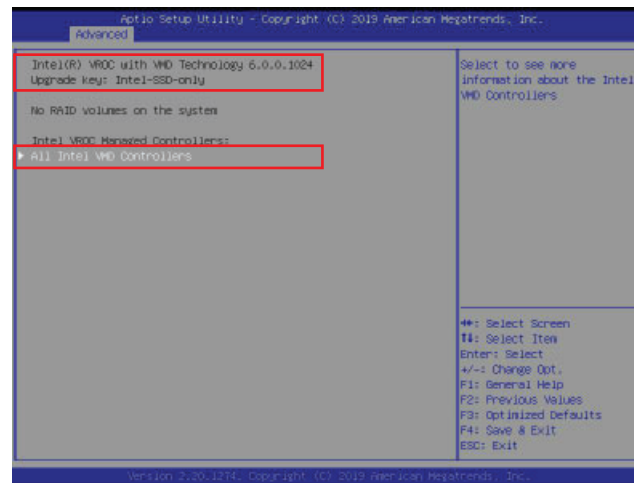 Aptio Setup Utility - Copyright (C) 2019 American Megatrends, Inc.
Advanced
Intel(R) VROC with VMD Technology 6.0.0.1024
Upgrade key: Intel-SSD-only
No RAID volumes on the system
Intel VROC Managed Controllers:
All Intel VMD Controllers
Select to see more
information about the Intel
VMD Controllers
: Select Screen
: Select Item
Enter: Select
+/-: Change Opt.
F1: General Help
F2: Previous Values
F3: Optimized Defaults
F4: Save & Exit
ESC: Exit
Version 2.20.1274. Copyright (C) 2019 American Megatrends, Inc.